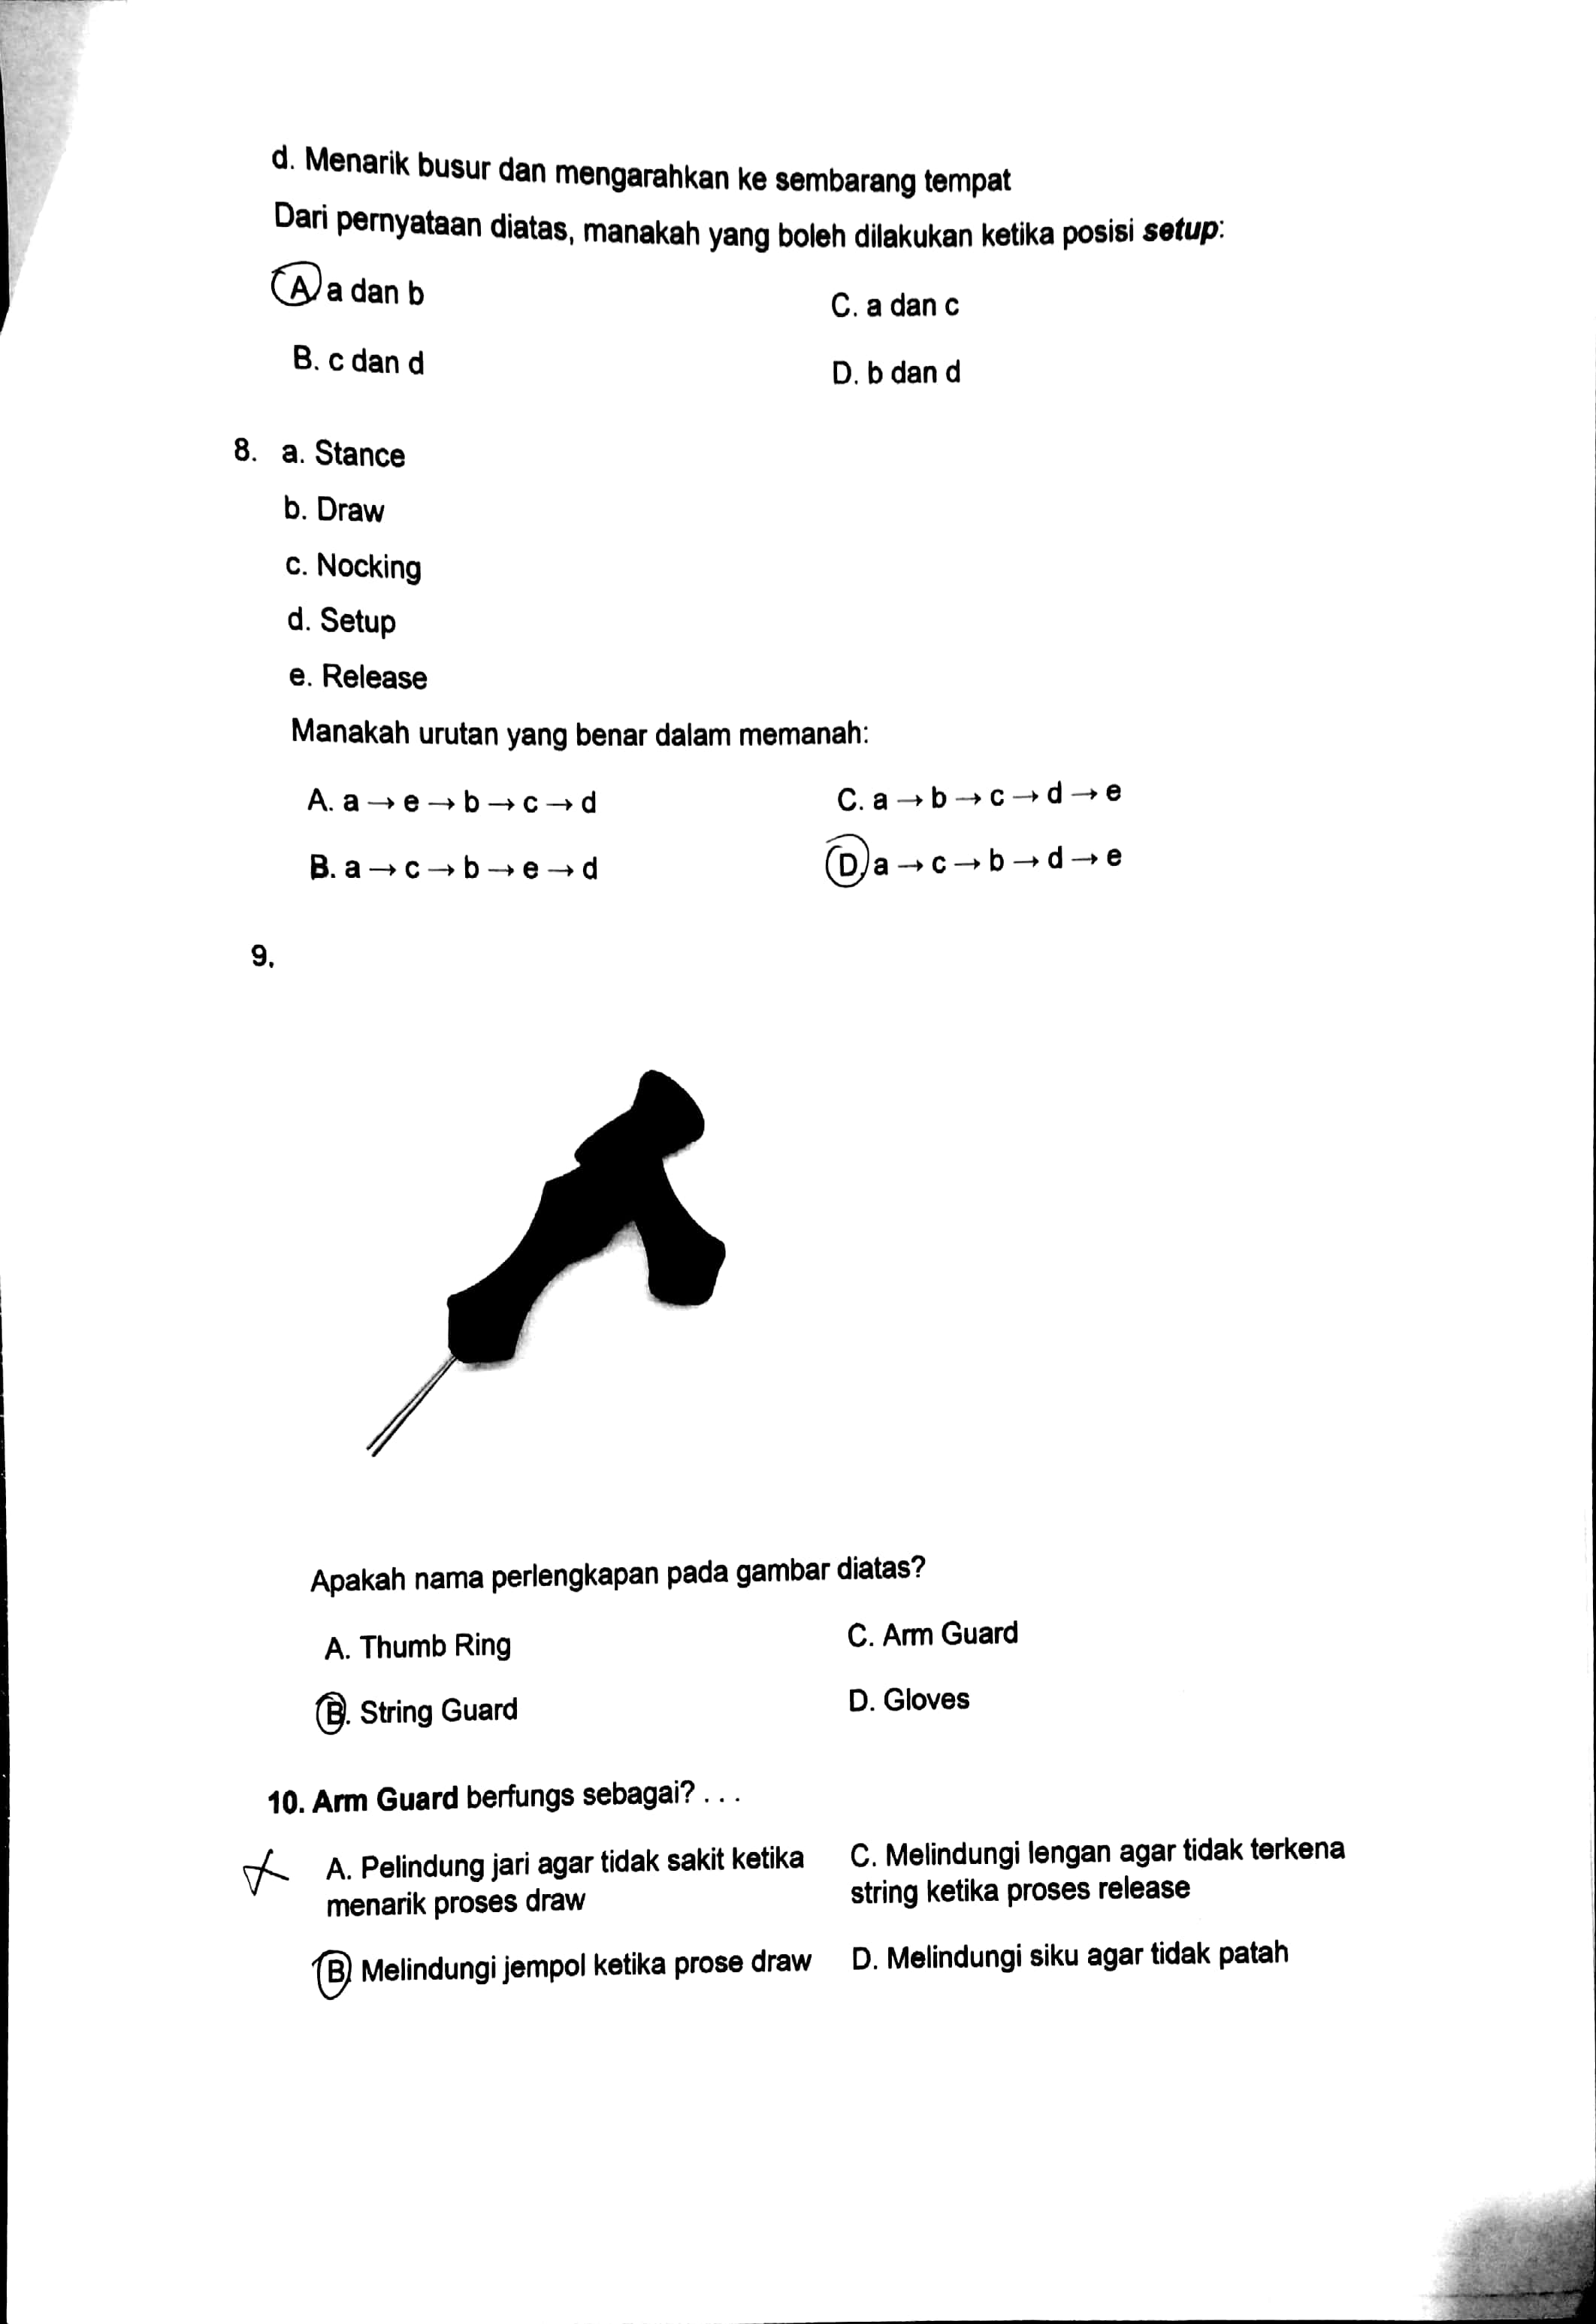 d. Menarik busur dan mengarahkan ke sembarang tempat
Dari pernyataan diatas, manakah yang boleh dilakukan ketika posisi setup:
A. a dan b
C. a dan c
B. c dan d
D. b dan d
8. a. Stance
b. Draw
c. Nocking
d. Setup
e. Release
Manakah urutan yang benar dalam memanah:
A. a → e → b → c → d
C. a → b → c → d → e
B. a → c → b → e → d
D. a → c → b → d → e
9.
Apakah nama perlengkapan pada gambar diatas?
A. Thumb Ring
C. Arm Guard
B. String Guard
D. Gloves
10. Arm Guard berfungs sebagai? . . .
A. Pelindung jari agar tidak sakit ketika
menarik proses draw
C. Melindungi lengan agar tidak terkena
string ketika proses release
B. Melindungi jempol ketika prose draw
D. Melindungi siku agar tidak patah